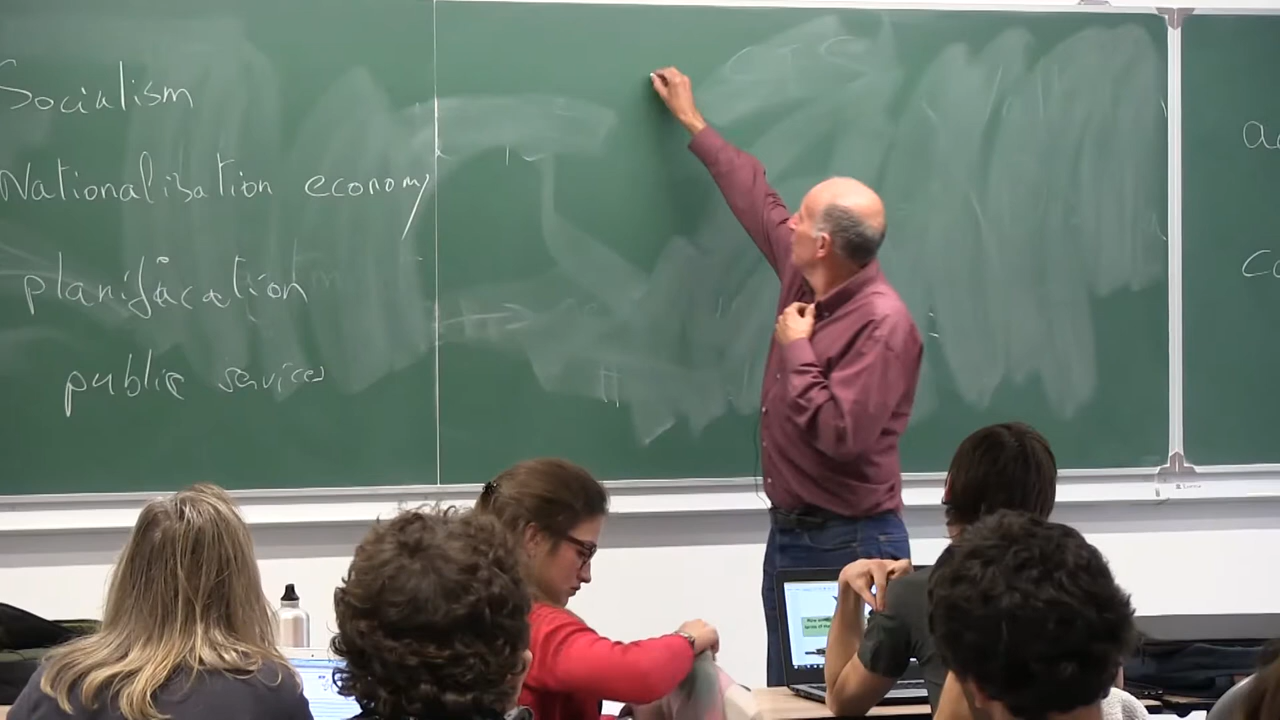 Socialism
Nationalisation economy
planification
public services